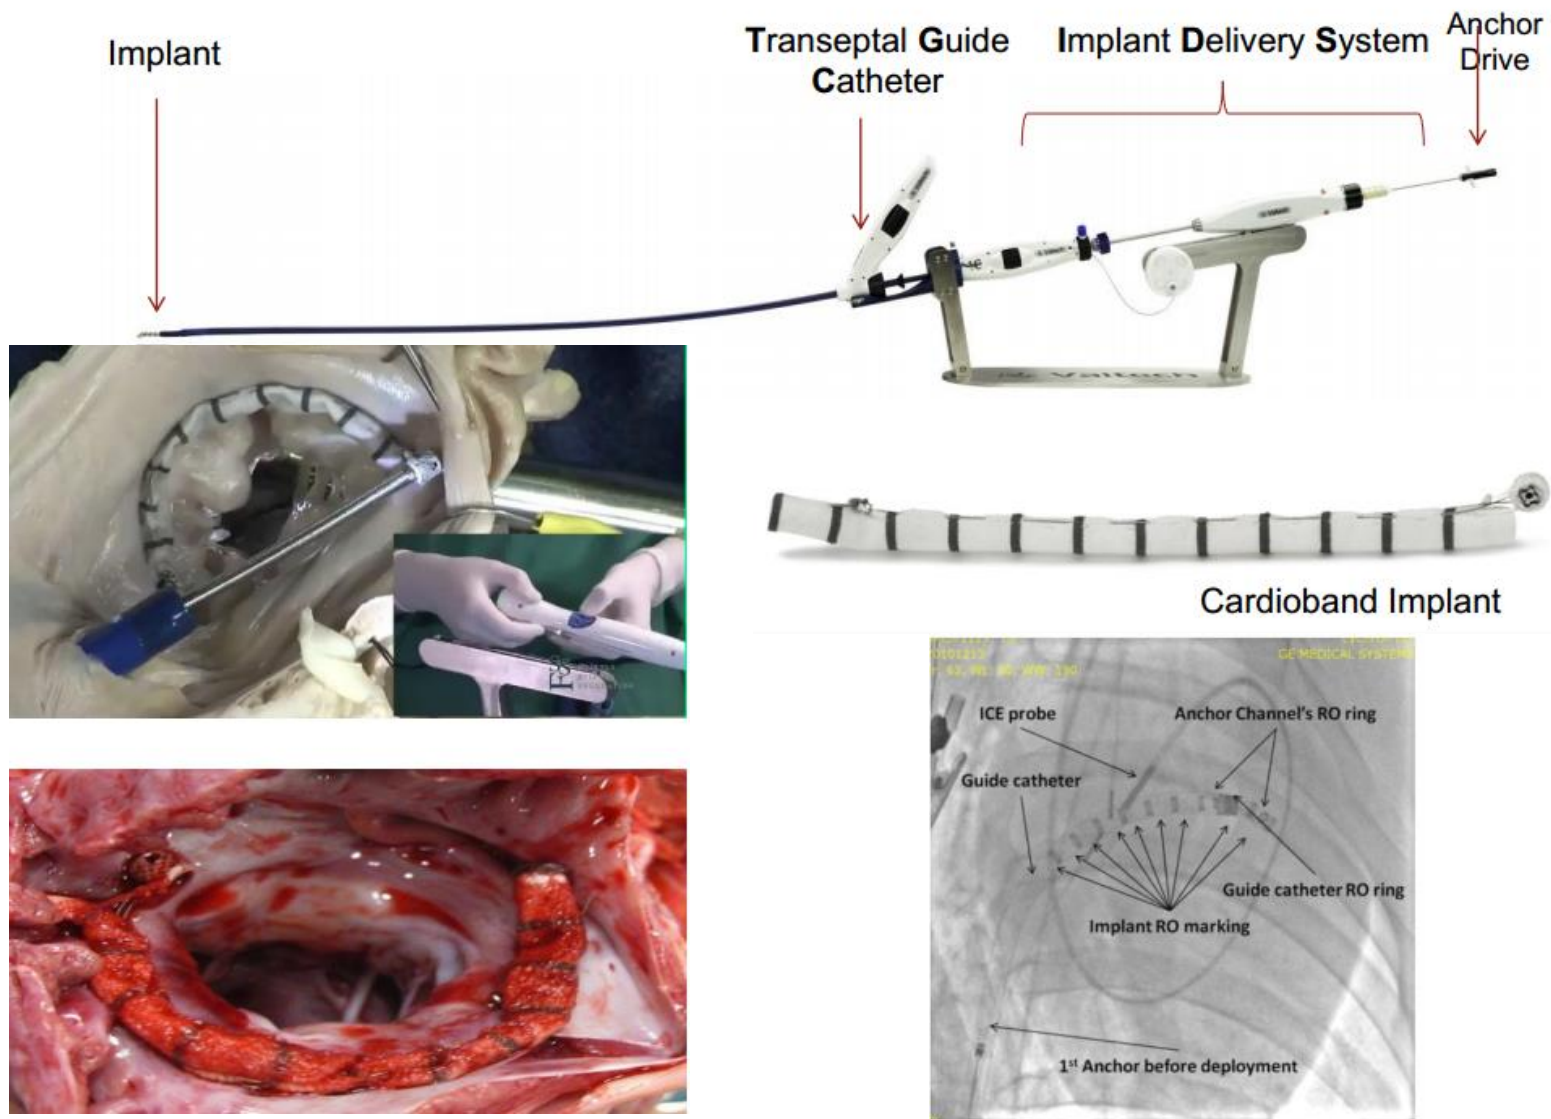 Implant
Transeptal Guide
Catheter
Implant Delivery System
Anchor
Drive
Valtech
Cardioband Implant
GE MEDICAL SYSTEMS
ICE probe
Anchor Channel's RO ring
Guide catheter
Guide catheter RO ring
Implant RO marking
1st Anchor before deployment